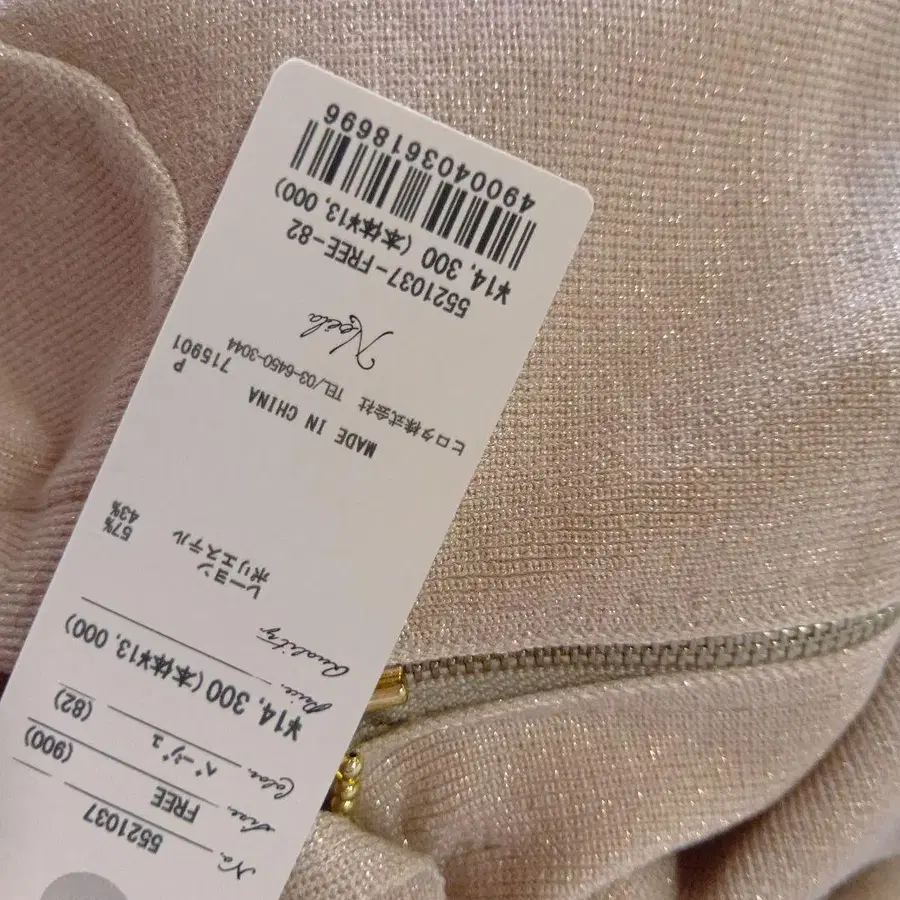 No. 5521037
Size. FREE (900)
Color. ベージュ (82)
Price. ¥14,300(本体¥13,000)
Quality
レーヨン 57%
ポリエステル 43%
MADE IN CHINA
ヒロタ株式会社 TEL/03-6450-3044
715901 P
5521037-FREE-82
¥14,300(本体¥13,000)
4900403618696